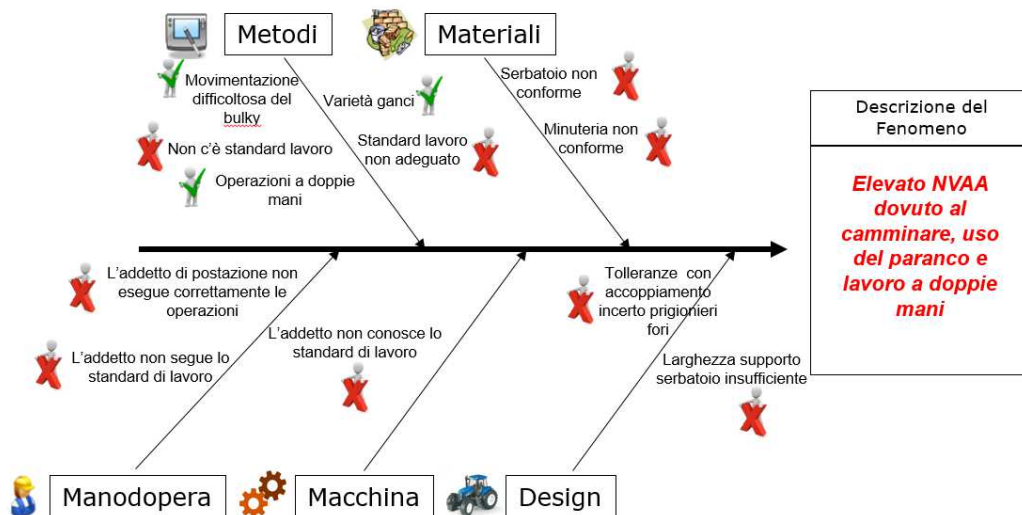 Metodi
Materiali
Movimentazione
difficoltosa del
bulky
Non c'è standard lavoro
Operazioni a doppie
mani
Varietà ganci
Standard lavoro
non adeguato
Serbatoio non
conforme
Minuteria non
conforme
Descrizione del
Fenomeno
Elevato NVAA
dovuto al
camminare, uso
del paranco e
lavoro a doppie
mani
L'addetto di postazione non
esegue correttamente le
operazioni
L'addetto non segue lo
standard di lavoro
L'addetto non conosce lo
standard di lavoro
Tolleranze con
accoppiamento
incerto prigionieri
fori
Larghezza supporto
serbatoio insufficiente
Manodopera
Macchina
Design